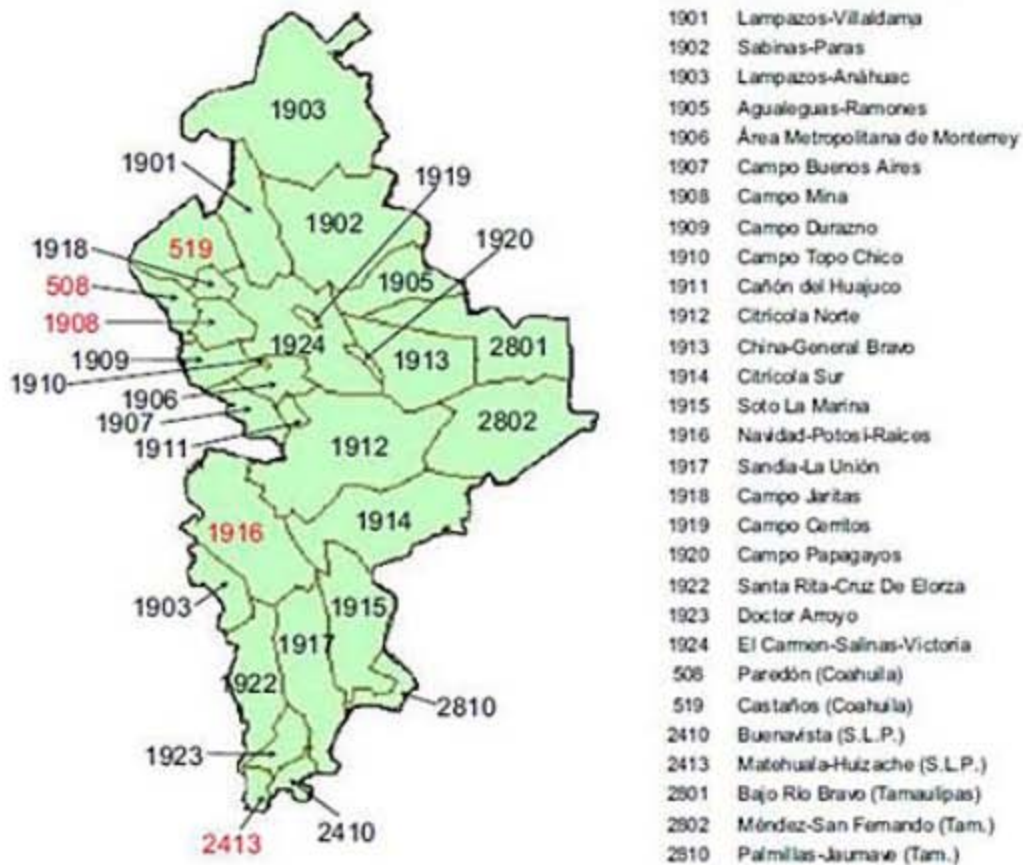 1903
1901
1919
1902
1920
1918
519
508
1905
1908
1924
1913
2801
1909
1910
1906
1907
1911
1912
2802
1916
1914
1903
1915
1917
1922
2810
1923
2413
2410
1901 Lampazos-Villaldama
1902 Sabinas-Paras
1903 Lampazos-Anáhuac
1905 Agualeguas-Ramones
1906 Área Metropolitana de Monterrey
1907 Campo Buenos Aires
1908 Campo Mina
1909 Campo Durazno
1910 Campo Topo Chico
1911 Cañón del Huajuco
1912 Citrícola Norte
1913 China-General Bravo
1914 Citrícola Sur
1915 Soto La Marina
1916 Navidad-Potosí-Raíces
1917 Sandia-La Unión
1918 Campo Jaritas
1919 Campo Cerritos
1920 Campo Papagayos
1922 Santa Rita-Cruz De Elorza
1923 Doctor Arroyo
1924 El Carmen-Salinas-Victoria
508 Paredón (Coahuila)
519 Castaños (Coahuila)
2410 Buenavista (S.L.P.)
2413 Matehuala-Huizache (S.L.P.)
2801 Bajo Río Bravo (Tamaulipas)
2802 Méndez-San Fernando (Tam.)
2810 Palmillas-Jaumave (Tam.)